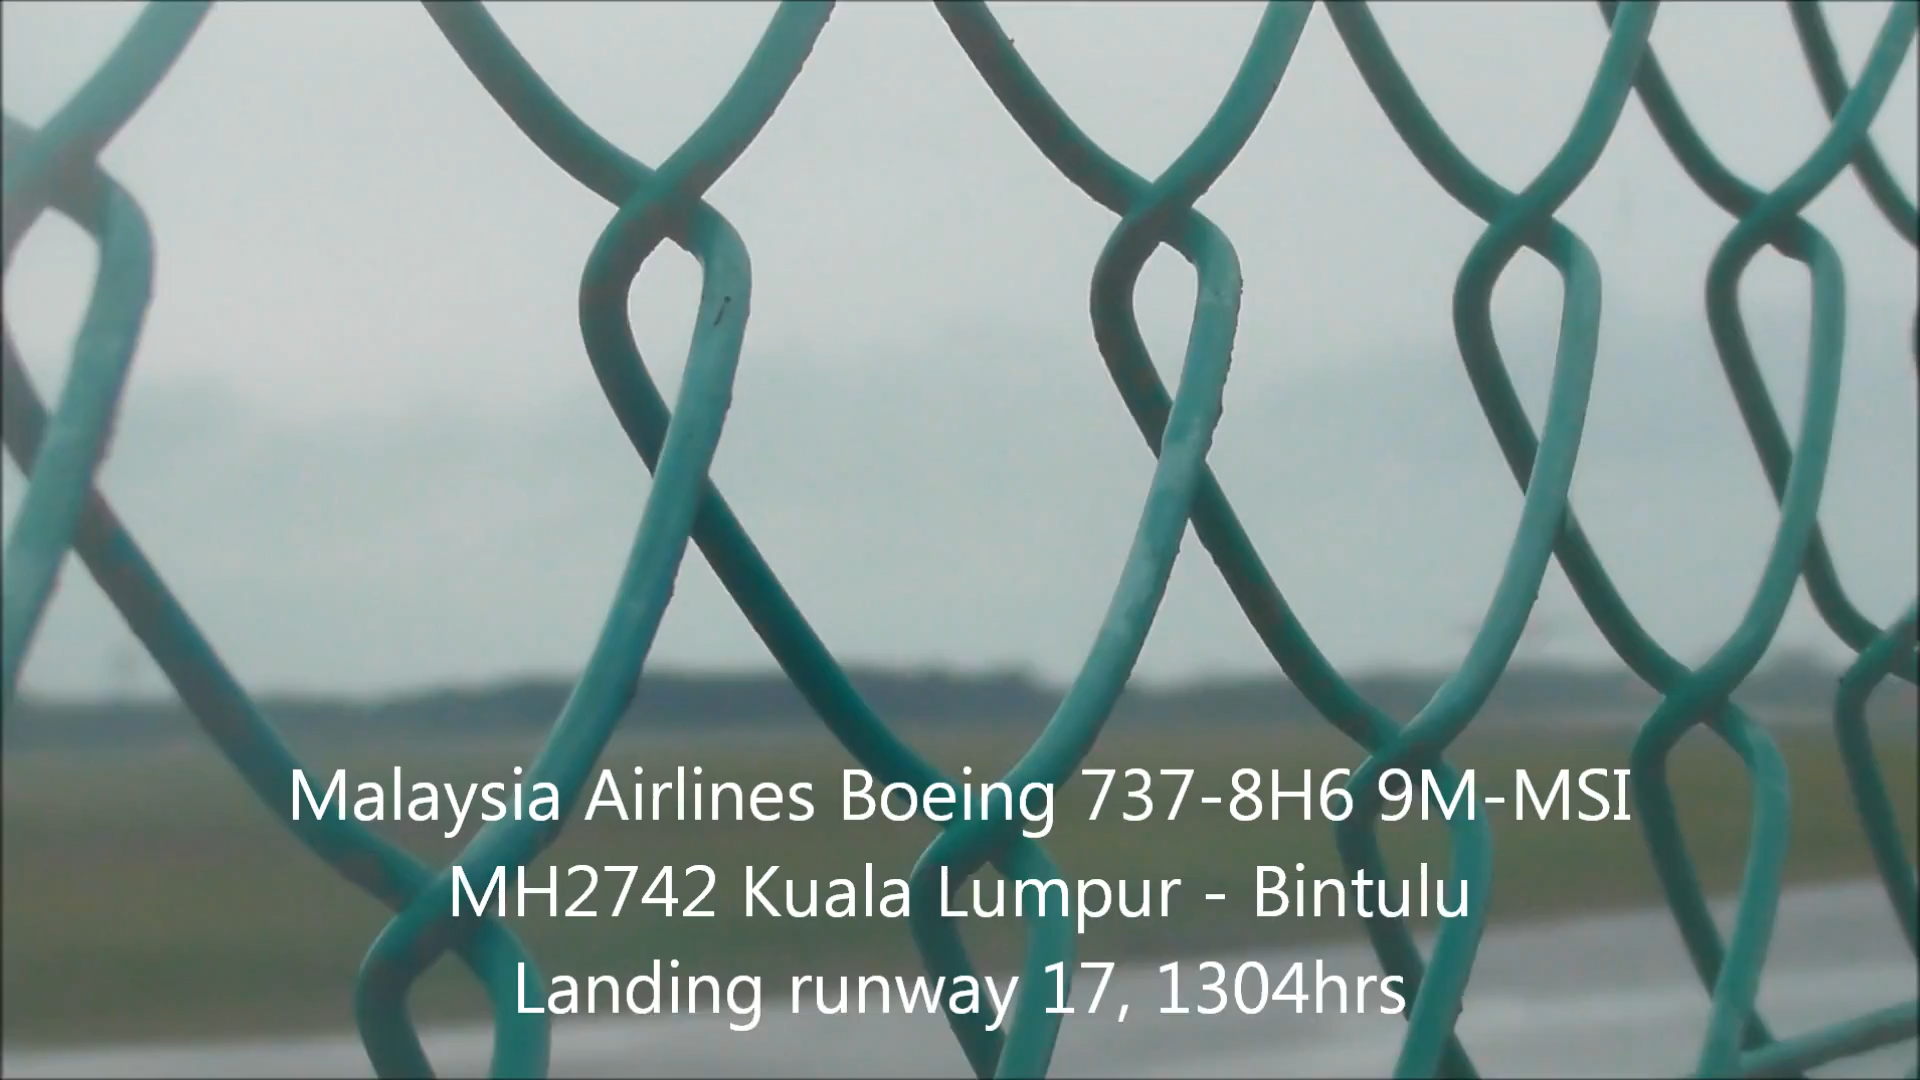 Malaysia Airlines Boeing 737-8H6 9M-MSI
MH2742 Kuala Lumpur - Bintulu
Landing runway 17, 1304hrs